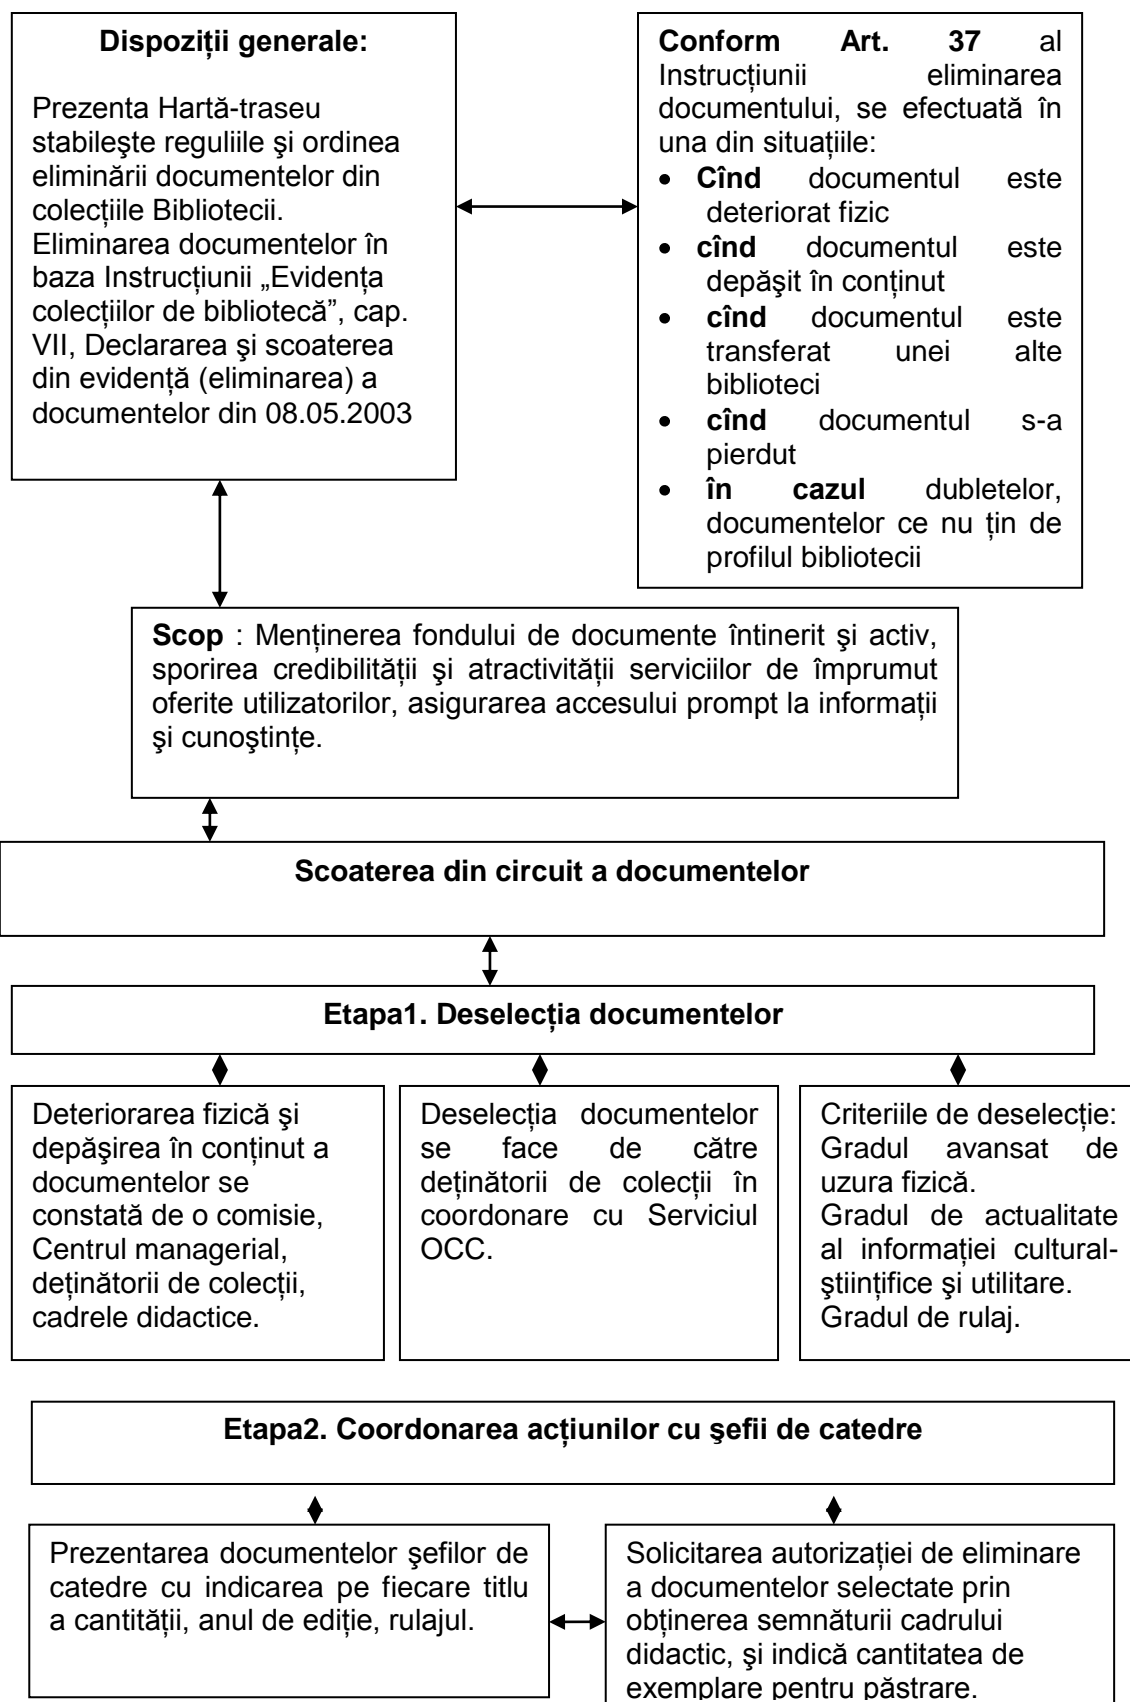 Dispoziții generale:
Prezenta Hartă-traseu
stabileşte reguliile şi ordinea
eliminării documentelor din
colecțiile Bibliotecii.
Eliminarea documentelor în
baza Instrucțiunii „Evidența
colecțiilor de bibliotecă”, cap.
VII, Declararea şi scoaterea
din evidență (eliminarea) a
documentelor din 08.05.2003
Conform Art. 37 al
Instrucțiunii eliminarea
documentului, se efectuată în
una din situațiile:
• Cînd documentul este
deteriorat fizic
• cînd documentul este
depăşit în conținut
• cînd documentul este
transferat unei alte
biblioteci
• cînd documentul s-a
pierdut
• în cazul dubletelor,
documentelor ce nu țin de
profilul bibliotecii
Scop : Menținerea fondului de documente întinerit şi activ,
sporirea credibilității şi atractivității serviciilor de împrumut
oferite utilizatorilor, asigurarea accesului prompt la informații
şi cunoştințe.
Scoaterea din circuit a documentelor
Etapa1. Deselecția documentelor
Deteriorarea fizică şi
depăşirea în conținut a
documentelor se
constată de o comisie,
Centrul managerial,
deținătorii de colecții,
cadrele didactice.
Deselecția documentelor
se face de către
deținătorii de colecții în
coordonare cu Serviciul
OCC.
Criteriile de deselecție:
Gradul avansat de
uzura fizică.
Gradul de actualitate
al informației cultural-
ştiințifice şi utilitare.
Gradul de rulaj.
Etapa2. Coordonarea acțiunilor cu şefii de catedre
Prezentarea documentelor şefilor de
catedre cu indicarea pe fiecare titlu
a cantității, anul de ediție, rulajul.
Solicitarea autorizației de eliminare
a documentelor selectate prin
obținerea semnăturii cadrului
didactic, şi indică cantitatea de
exemplare pentru păstrare.